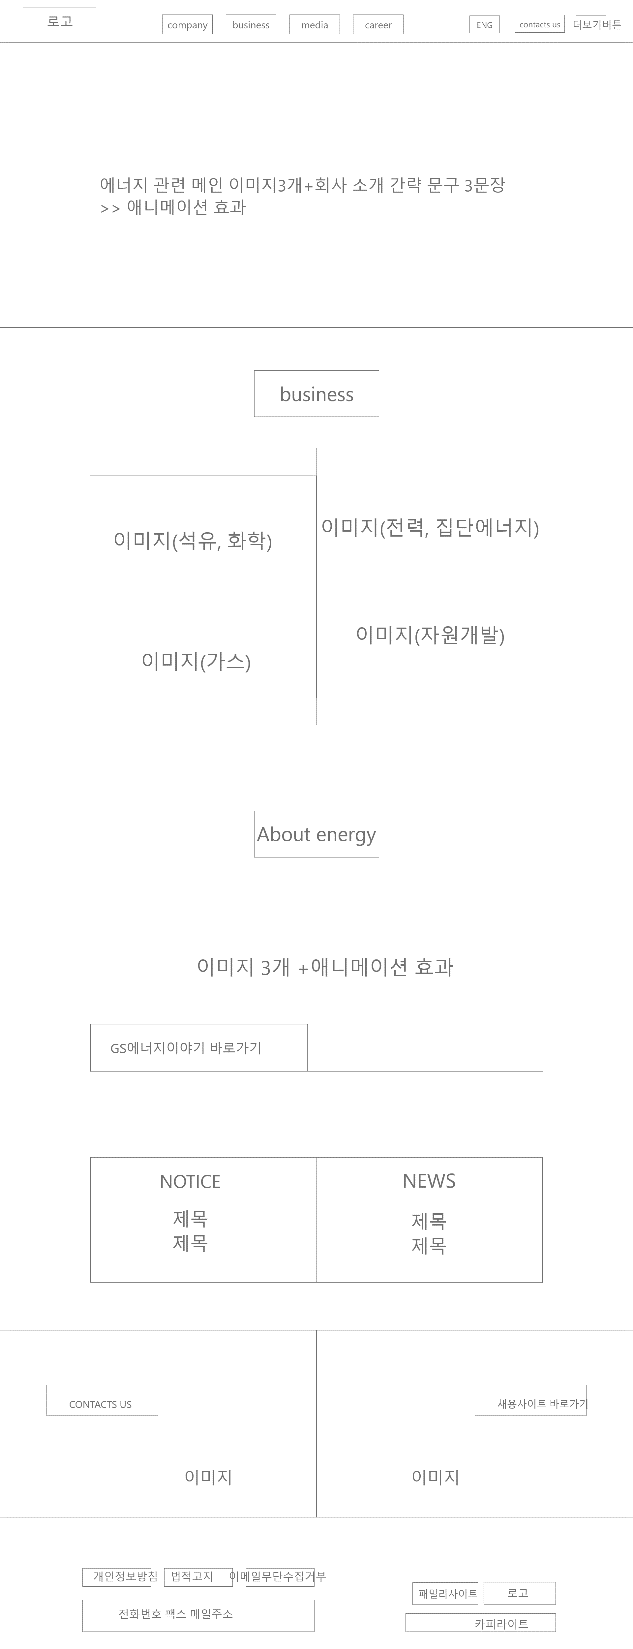 로고
company
business
media
career
ENG
contacts us
더보기버튼
에너지 관련 메인 이미지3개+회사 소개 간략 문구 3문장
>> 애니메이션 효과
business
이미지(석유, 화학)
이미지(전력, 집단에너지)
이미지(가스)
이미지(자원개발)
About energy
이미지 3개 +애니메이션 효과
GS에너지이야기 바로가기
NOTICE
제목
제목
NEWS
제목
제목
CONTACTS US
채용사이트 바로가기
이미지
이미지
개인정보방침
법적고지
이메일무단수집거부
전화번호 팩스 메일주소
패밀리사이트
로고
카피라이트